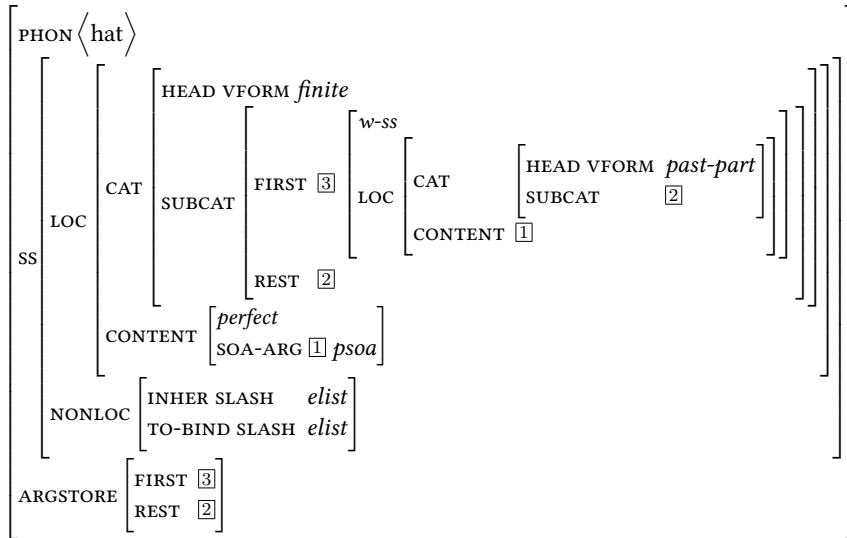 PHON ⟨hat⟩
HEAD VFORM finite
w-ss
HEAD VFORM past-part
CAT
FIRST 3
SUBCAT 2
CAT
SUBCAT
LOC
LOC
CONTENT 1
SS
REST 2
perfect
CONTENT
SOA-ARG 1 psoa
INHER SLASH elist
NONLOC
TO-BIND SLASH elist
FIRST 3
ARGSTORE
REST 2